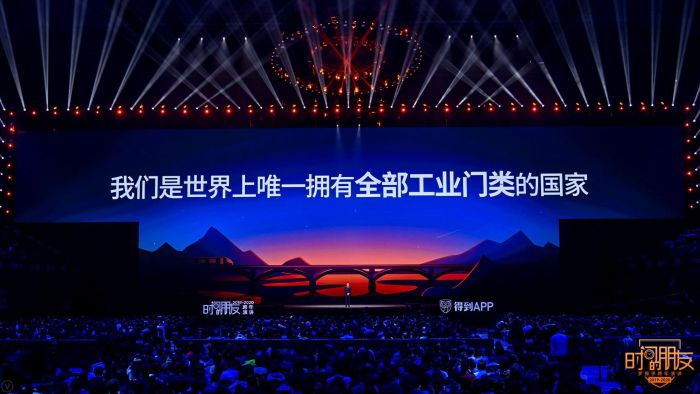 我们是世界上唯一拥有全部工业门类的国家
时间的朋友
2019-2020
跨年演讲
得到APP
时间的朋友
罗振宇跨年演讲
2019-2020